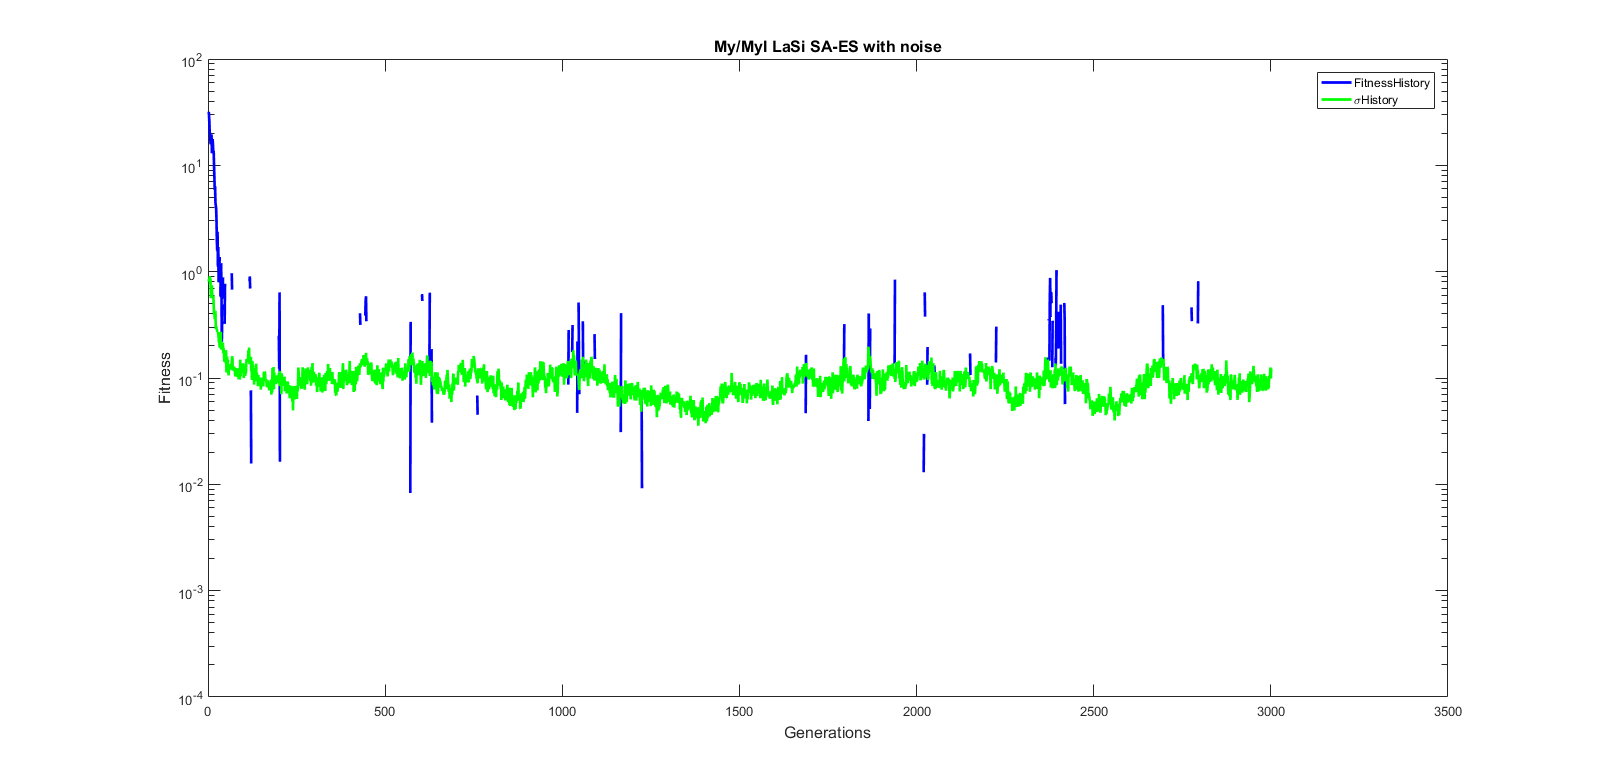 My/MyI LaSi SA-ES with noise
FitnessHistory
σHistory
10^2
10^1
10^0
10^-1
10^-2
10^-3
10^-4
Fitness
0 500 1000 1500 2000 2500 3000 3500
Generations